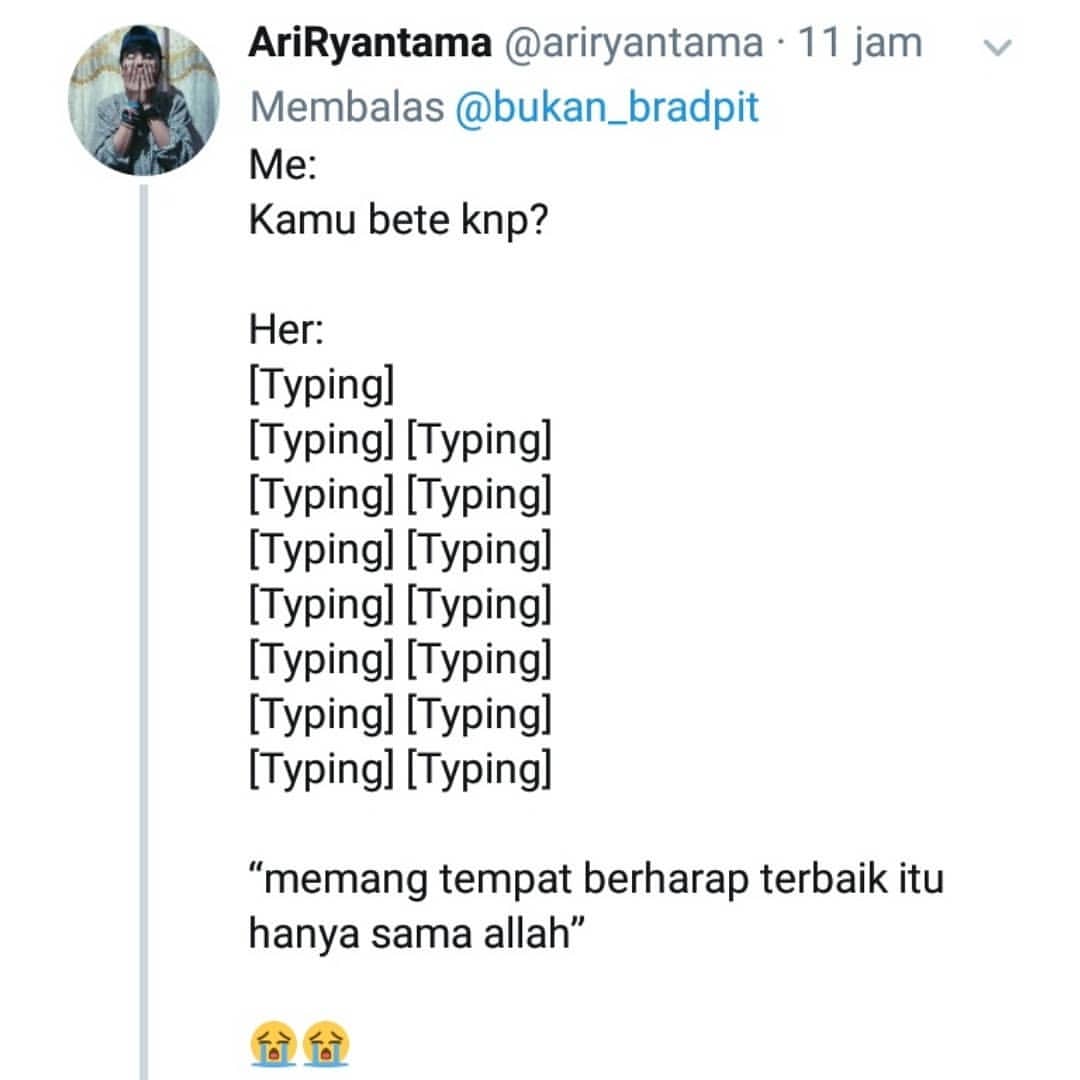 AriRyantama @ariryantama · 11 jam
Membalas @bukan_bradpit
Me:
Kamu bete knp?
Her:
[Typing]
[Typing] [Typing]
[Typing] [Typing]
[Typing] [Typing]
[Typing] [Typing]
[Typing] [Typing]
[Typing] [Typing]
[Typing] [Typing]
“memang tempat berharap terbaik itu
hanya sama allah”
😭😭